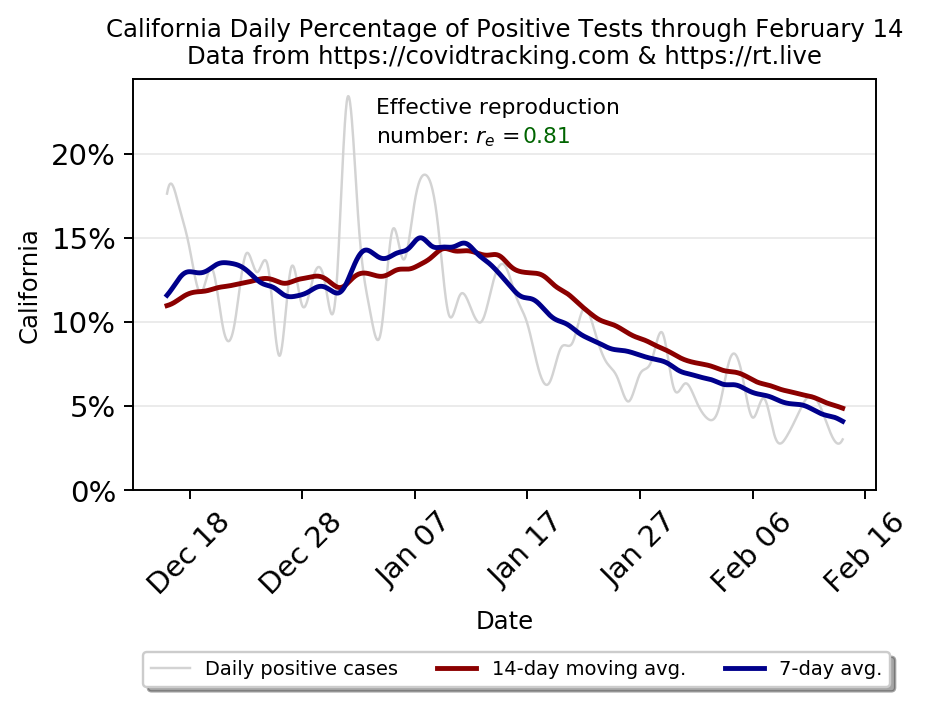 California Daily Percentage of Positive Tests through February 14
Data from https://covidtracking.com & https://rt.live
Effective reproduction
number: r_e = 0.81
20%
15%
10%
5%
0%
California
Dec 18
Dec 28
Jan 07
Jan 17
Jan 27
Feb 06
Feb 16
Date
Daily positive cases
14-day moving avg.
7-day avg.